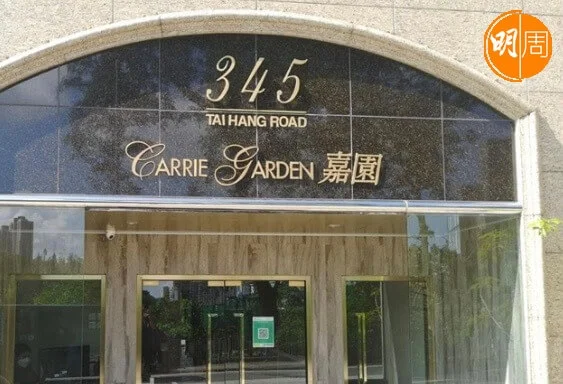 明周
345
TAI HANG ROAD
CARRIE GARDEN 嘉園